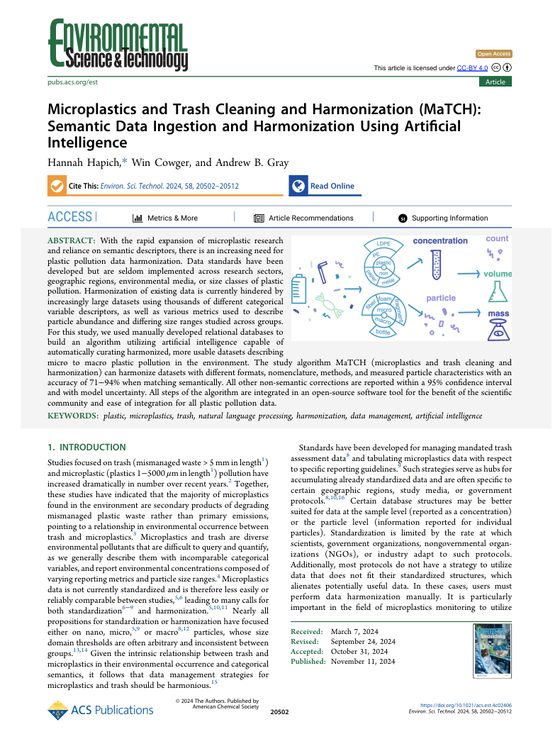 ENVIRONMENTAL
Science & Technology
Open Access
This article is licensed under CC-BY 4.0
pubs.acs.org/est
Article
Microplastics and Trash Cleaning and Harmonization (MaTCH):
Semantic Data Ingestion and Harmonization Using Artificial
Intelligence
Hannah Hapich,* Win Cowger, and Andrew B. Gray
Cite This: Environ. Sci. Technol. 2024, 58, 20502−20512
Read Online
ACCESS
Metrics & More
Article Recommendations
Supporting Information
ABSTRACT: With the rapid expansion of microplastic research
and reliance on semantic descriptors, there is an increasing need for
plastic pollution data harmonization. Data standards have been
developed but are seldom implemented across research sectors,
geographic regions, environmental media, or size classes of plastic
pollution. Harmonization of existing data is currently hindered by
increasingly large datasets using thousands of different categorical
variable descriptors, as well as various metrics used to describe
particle abundance and differing size ranges studied across groups.
For this study, we used manually developed relational databases to
build an algorithm utilizing artificial intelligence capable of
automatically curating harmonized, more usable datasets describing
micro to macro plastic pollution in the environment. The study algorithm MaTCH (microplastics and trash cleaning and
harmonization) can harmonize datasets with different formats, nomenclature, methods, and measured particle characteristics with an
accuracy of 71−94% when matching semantically. All other non-semantic corrections are reported within a 95% confidence interval
and with model uncertainty. All steps of the algorithm are integrated in an open-source software tool for the benefit of the scientific
community and ease of integration for all plastic pollution data.
KEYWORDS: plastic, microplastics, trash, natural language processing, harmonization, data management, artificial intelligence
LDPE
PE
plastic
non
metal
fiber
foam
macro
micro
bottle
concentration
particle
count
volume
mass
1. INTRODUCTION
Studies focused on trash (mismanaged waste > 5 mm in length1)
and microplastic (plastics 1−5000 μm in length1) pollution have
increased dramatically in number over recent years.2 Together,
these studies have indicated that the majority of microplastics
found in the environment are secondary products of degrading
mismanaged plastic waste rather than primary emissions,
pointing to a relationship in environmental occurrence between
trash and microplastics.3 Microplastics and trash are diverse
environmental pollutants that are difficult to query and quantify,
as we generally describe them with incomparable categorical
variables, and report environmental concentrations composed of
varying reporting metrics and particle size ranges.4 Microplastics
data is not currently standardized and is therefore less easily or
reliably comparable between studies,5,6 leading to many calls for
both standardization6−9 and harmonization.5,10,11 Nearly all
propositions for standardization or harmonization have focused
either on nano, micro,5,9 or macro8,12 particles, whose size
domain thresholds are often arbitrary and inconsistent between
groups.13,14 Given the intrinsic relationship between trash and
microplastics in their environmental occurrence and categorical
semantics, it follows that data management strategies for
microplastics and trash should be harmonious.15
Standards have been developed for managing mandated trash
assessment data8 and tabulating microplastics data with respect
to specific reporting guidelines.9 Such strategies serve as hubs for
accumulating already standardized data and are often specific to
certain geographic regions, study media, or government
protocols.8,10,16 Certain database structures may be better
suited for data at the sample level (reported as a concentration)
or the particle level (information reported for individual
particles). Standardization is limited by the rate at which
scientists, government organizations, nongovernmental organ-
izations (NGOs), or industry adapt to such protocols.
Additionally, most protocols do not have a strategy to utilize
data that does not fit their standardized structures, which
alienates potentially useful data. In these cases, users must
perform data harmonization manually. It is particularly
important in the field of microplastics monitoring to utilize
Received: March 7, 2024
Revised: September 24, 2024
Accepted: October 31, 2024
Published: November 11, 2024
ACS Publications
© 2024 The Authors. Published by
American Chemical Society
20502
https://doi.org/10.1021/acs.est.4c02406
Environ. Sci. Technol. 2024, 58, 20502−20512